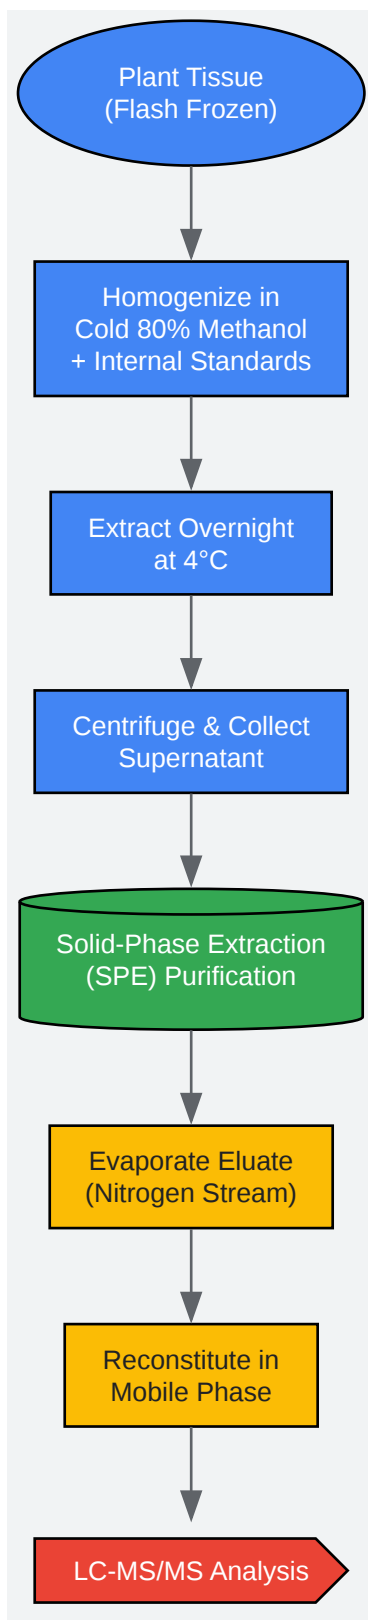 Plant Tissue
(Flash Frozen)
Homogenize in
Cold 80% Methanol
+ Internal Standards
Extract Overnight
at 4°C
Centrifuge & Collect
Supernatant
Solid-Phase Extraction
(SPE) Purification
Evaporate Eluate
(Nitrogen Stream)
Reconstitute in
Mobile Phase
LC-MS/MS Analysis